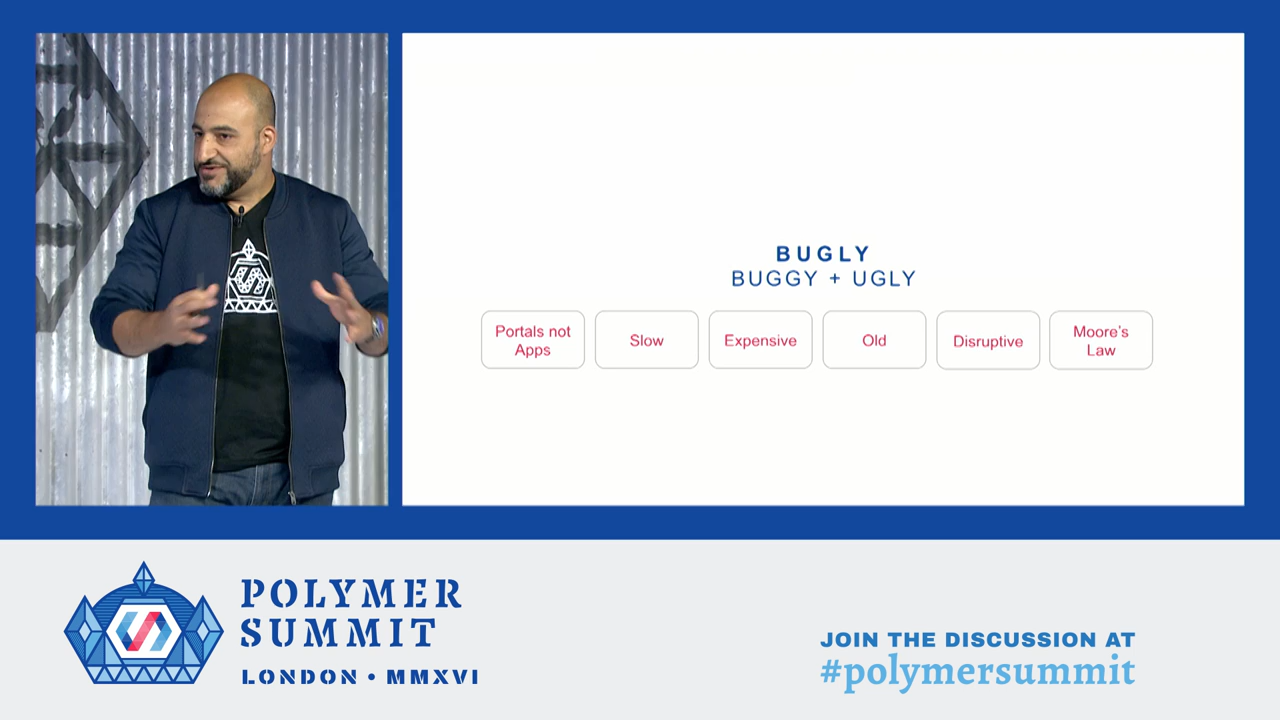 BUGLY
BUGGY + UGLY
Portals not
Apps
Slow
Expensive
Old
Disruptive
Moore's
Law
POLYMER
SUMMIT
LONDON • MMXVI
JOIN THE DISCUSSION AT
#polymersummit